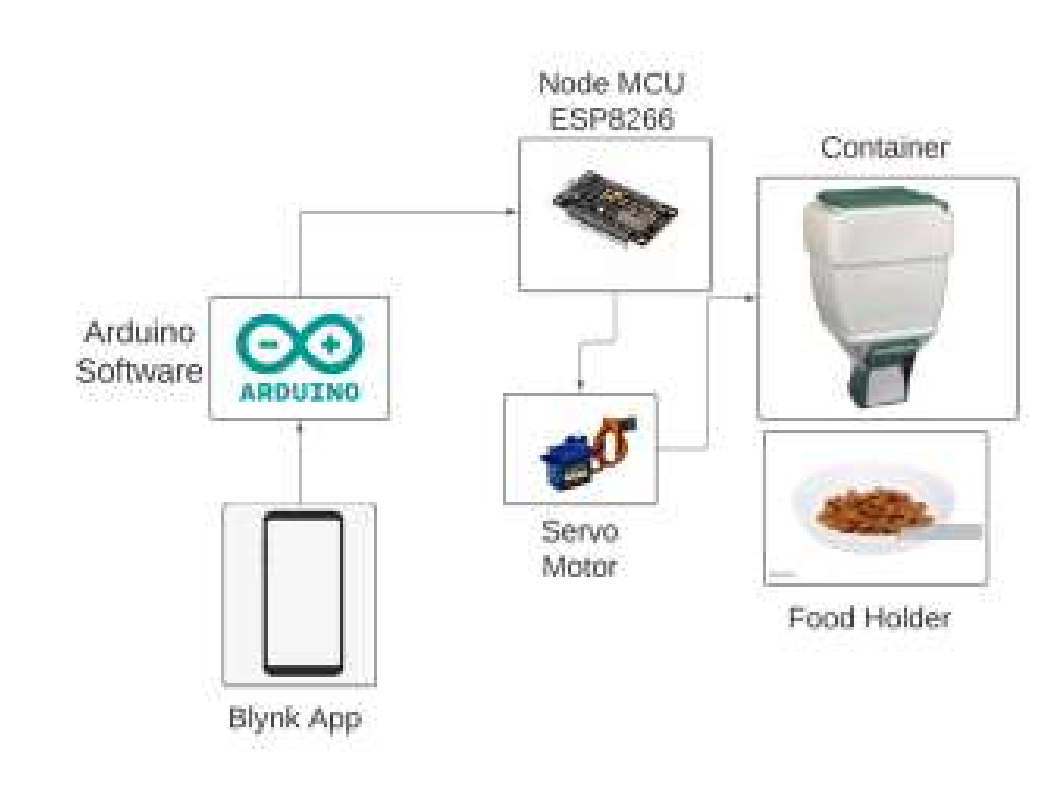 Node MCU
ESP8266
Container
Arduino
Software
ARDUINO
Servo
Motor
Food Holder
Blynk App